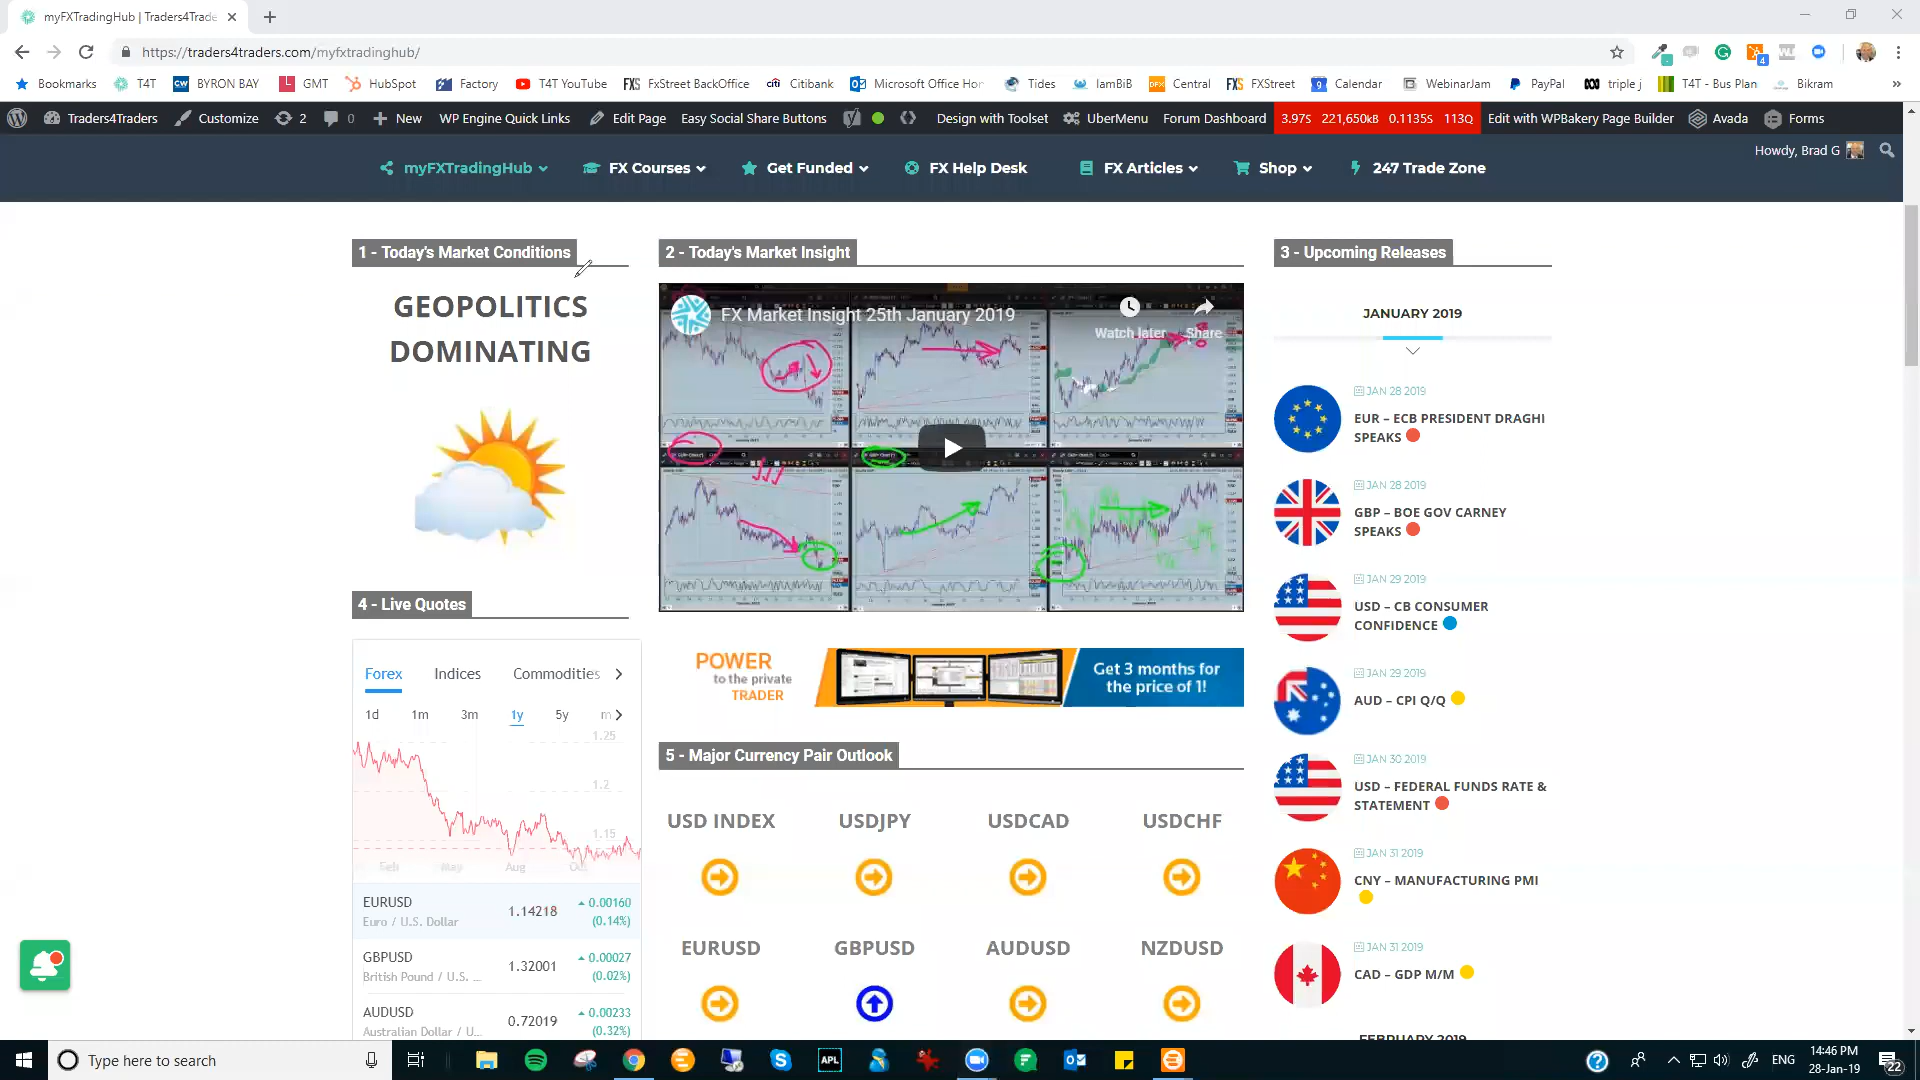 myFXTradingHub | Traders4Trade
https://traders4traders.com/myfxtradinghub/
Bookmarks T4T BYRON BAY GMT HubSpot Factory T4T YouTube FxStreet BackOffice Citibank Microsoft Office Hor Tides IamBiB Central FXStreet Calendar WebinarJam PayPal triple j T4T - Bus Plan Bikram
Traders4Traders Customize 2 0 New WP Engine Quick Links Edit Page Easy Social Share Buttons Design with Toolset UberMenu Forum Dashboard 3.97S 221,650kB 0.1135S 113Q Edit with WPBakery Page Builder Avada Forms
Howdy, Brad G
myFXTradingHub FX Courses Get Funded FX Help Desk FX Articles Shop 247 Trade Zone
1 - Today's Market Conditions
GEOPOLITICS
DOMINATING
2 - Today's Market Insight
FX Market Insight 25th January 2019
Watch later Share
POWER
to the private
TRADER
Get 3 months for
the price of 1!
3 - Upcoming Releases
JANUARY 2019
JAN 28 2019
EUR – ECB PRESIDENT DRAGHI
SPEAKS
JAN 28 2019
GBP – BOE GOV CARNEY
SPEAKS
JAN 29 2019
USD – CB CONSUMER
CONFIDENCE
JAN 29 2019
AUD – CPI Q/Q
JAN 30 2019
USD – FEDERAL FUNDS RATE &
STATEMENT
JAN 31 2019
CNY – MANUFACTURING PMI
JAN 31 2019
CAD – GDP M/M
FEBRUARY 2019
4 - Live Quotes
Forex Indices Commodities
1d 1m 3m 1y 5y m
1.25
1.2
1.15
Feb May Aug Oct
EURUSD
Euro / U.S. Dollar
1.14218
0.00160
(0.14%)
GBPUSD
British Pound / U.S. ...
1.32001
0.00027
(0.02%)
AUDUSD
Australian Dollar / U...
0.72019
0.00233
(0.32%)
5 - Major Currency Pair Outlook
USD INDEX USDJPY USDCAD USDCHF
EURUSD GBPUSD AUDUSD NZDUSD
Type here to search
APL
ENG
14:46 PM
28-Jan-19
22